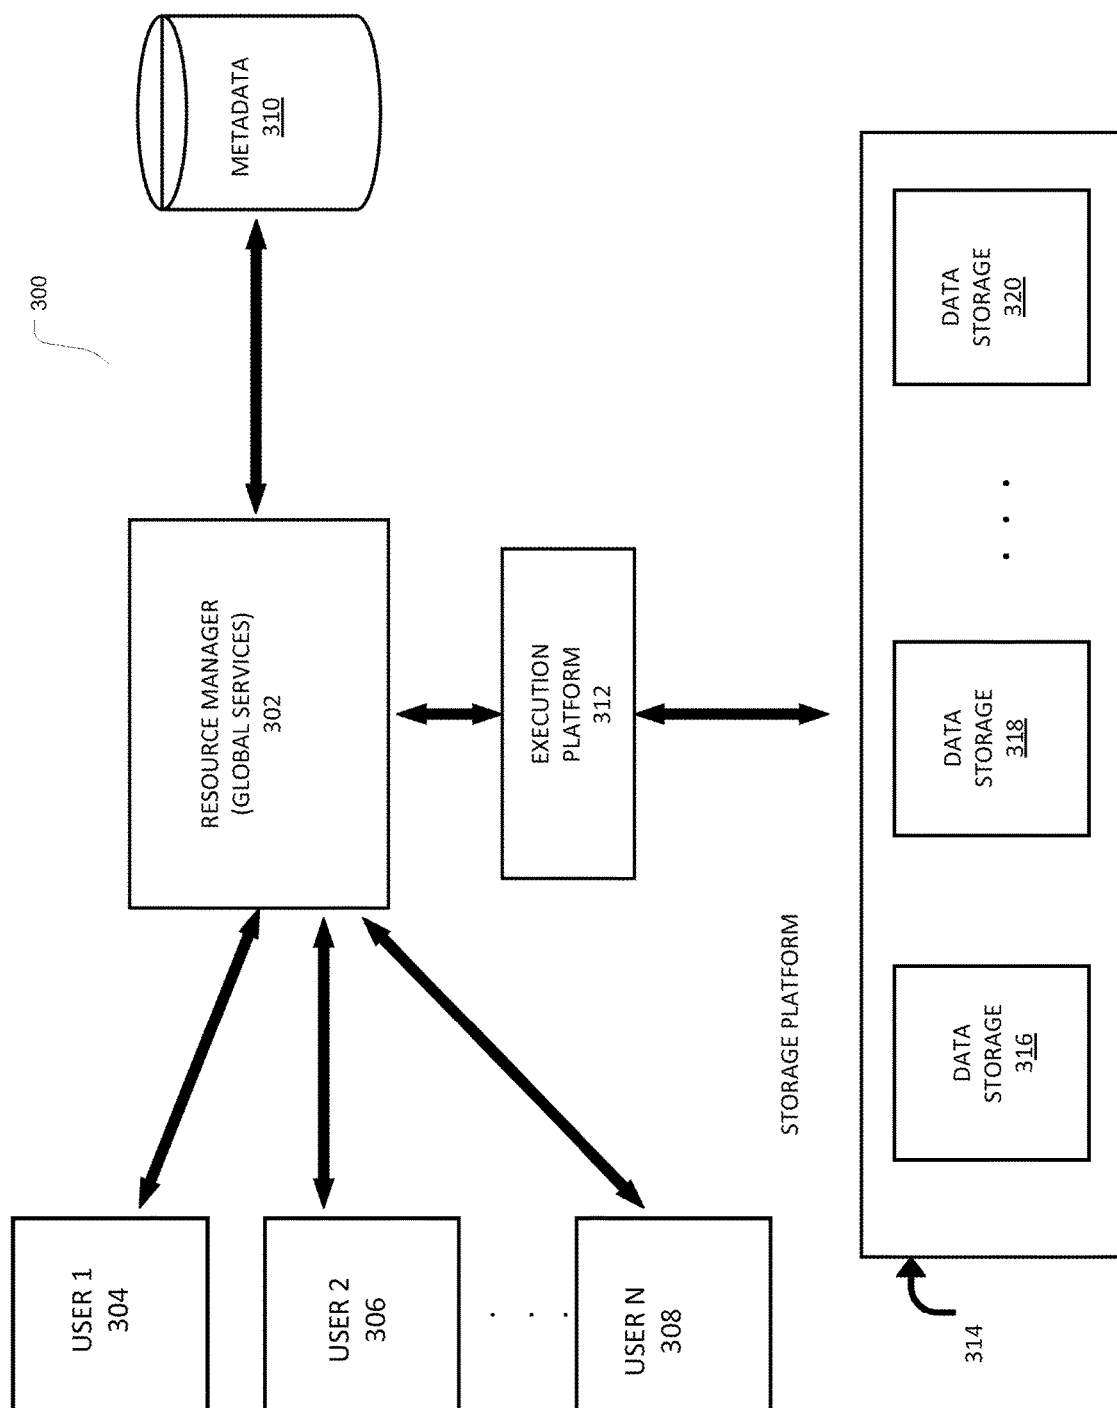 300
USER 1
304
USER 2
306
. . .
USER N
308
RESOURCE MANAGER
(GLOBAL SERVICES)
302
METADATA
310
EXECUTION
PLATFORM
312
STORAGE PLATFORM
314
DATA
STORAGE
316
DATA
STORAGE
318
. . .
DATA
STORAGE
320